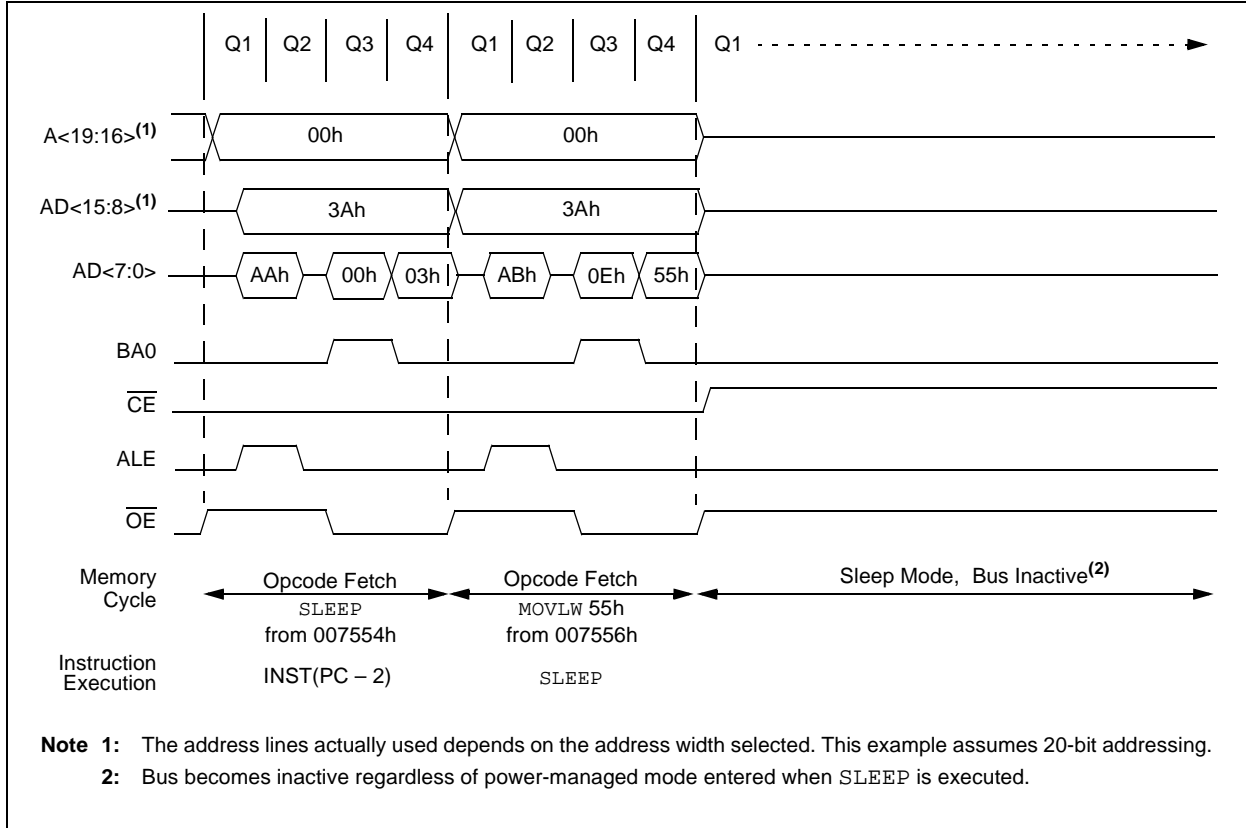 Q1 Q2 Q3 Q4 Q1 Q2 Q3 Q4 Q1
A<19:16>(1) 00h 00h
AD<15:8>(1) 3Ah 3Ah
AD<7:0> AAh 00h 03h ABh 0Eh 55h
BA0
CE
ALE
OE
Memory Cycle
Opcode Fetch
SLEEP
from 007554h
Opcode Fetch
MOVLW 55h
from 007556h
Sleep Mode, Bus Inactive(2)
Instruction Execution
INST(PC – 2)
SLEEP
Note 1: The address lines actually used depends on the address width selected. This example assumes 20-bit addressing.
2: Bus becomes inactive regardless of power-managed mode entered when SLEEP is executed.